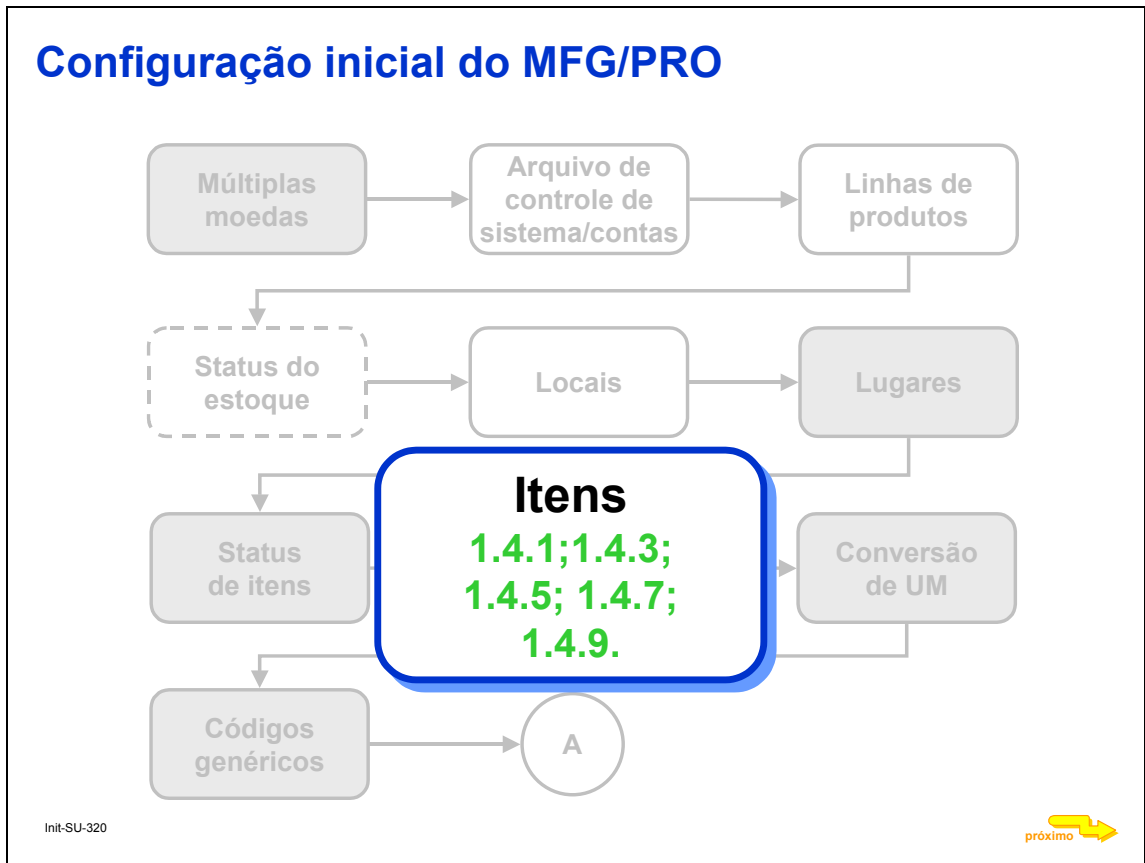 Configuração inicial do MFG/PRO
Múltiplas
moedas
Arquivo de
controle de
sistema/contas
Linhas de
produtos
Status do
estoque
Locais
Lugares
Status
de itens
Itens
1.4.1;1.4.3;
1.4.5; 1.4.7;
1.4.9.
Conversão
de UM
Códigos
genéricos
A
Init-SU-320
próximo